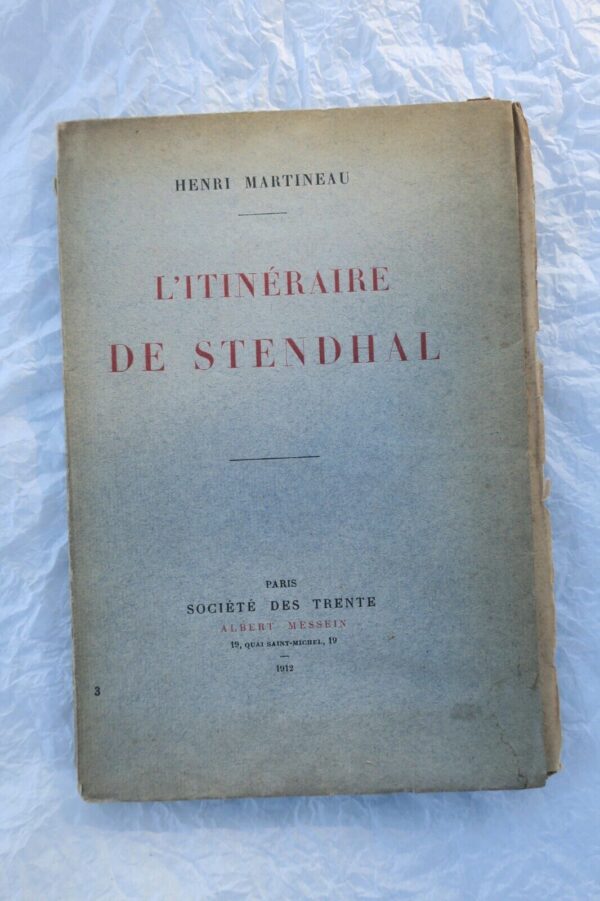 HENRI MARTINEAU
L'ITINÉRAIRE
DE STENDHAL
PARIS
SOCIÉTÉ DES TRENTE
ALBERT MESSEIN
19, QUAI SAINT-MICHEL, 19
1912
3